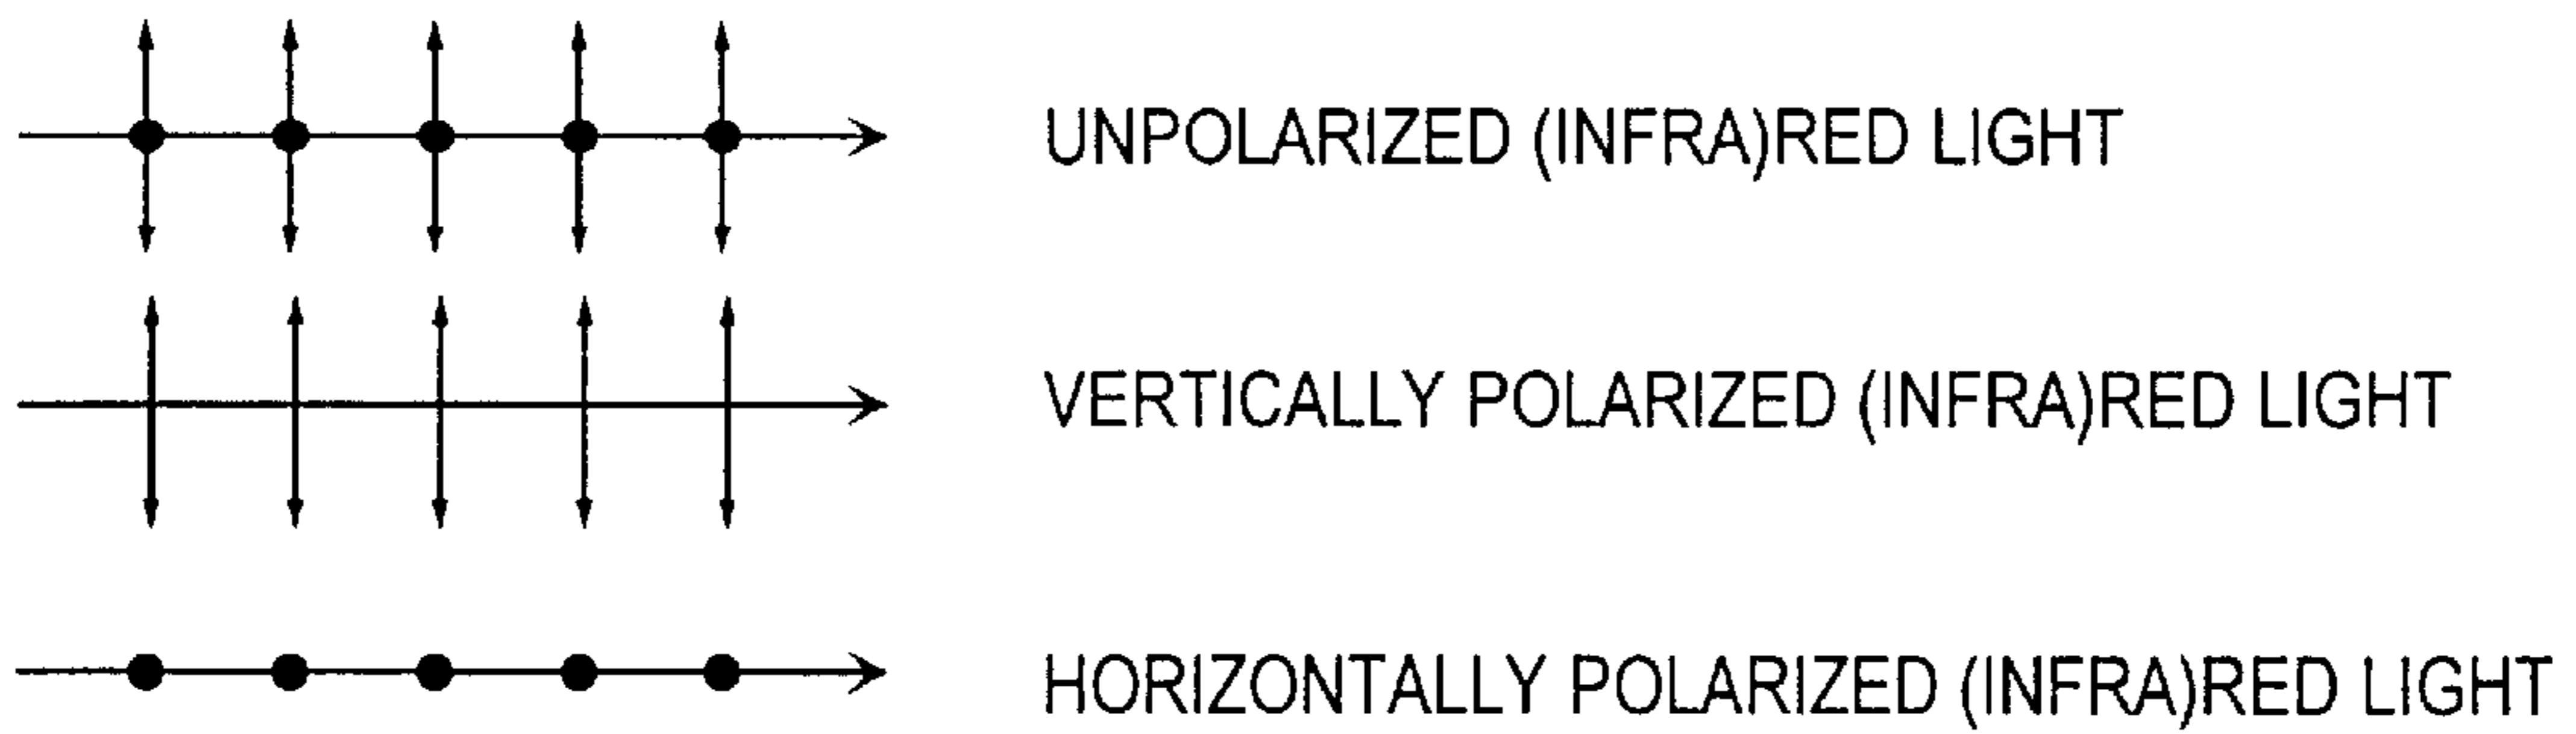 UNPOLARIZED (INFRA)RED LIGHT
VERTICALLY POLARIZED (INFRA)RED LIGHT
HORIZONTALLY POLARIZED (INFRA)RED LIGHT